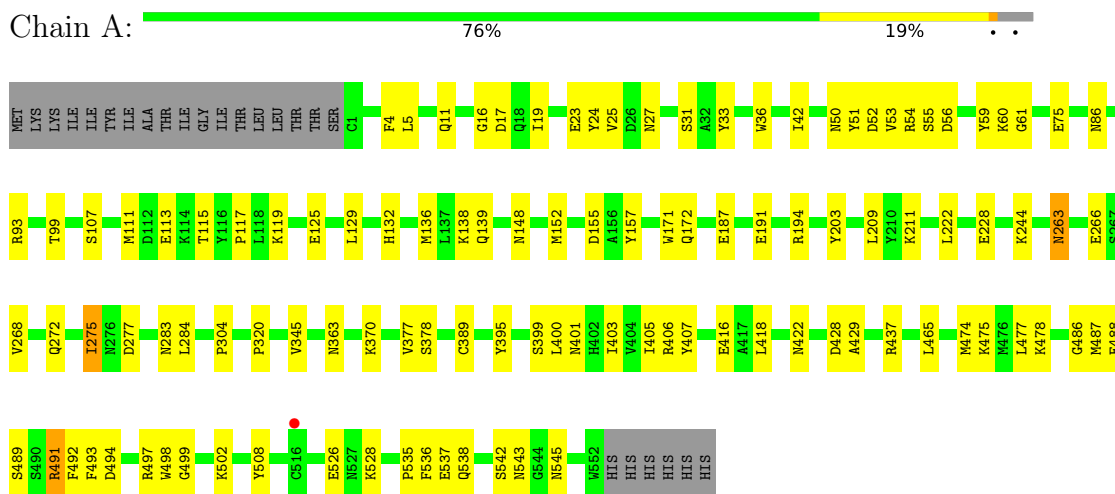 Chain A:
76% 19% • •
MET LYS LYS ILE ILE TYR ILE ALA THR ILE GLY ILE THR LEU LEU THR THR SER C1 F4 L5 Q11 G16 D17 Q18 I19 E23 Y24 V25 D26 N27 S31 A32 Y33 W36 I42 N50 Y51 D52 V53 R54 S55 D56 Y59 K60 G61 E75 N86
R93 T99 S107 M111 D112 E113 K114 T115 Y116 P117 L118 K119 E125 L129 H132 M136 L137 K138 Q139 N148 M152 D155 A156 Y157 W171 Q172 E187 E191 R194 Y203 L209 Y210 K211 L222 E228 K244 N263 E266 S267
V268 Q272 I275 N276 D277 N283 L284 P304 P320 V345 N363 K370 V377 S378 C389 Y395 S399 L400 N401 H402 I403 V404 I405 R406 Y407 E416 A417 L418 N422 D428 A429 R437 L465 M474 K475 M476 L477 K478 G486 M487 E488
S489 S490 R491 F492 F493 D494 R497 W498 G499 K502 Y508 C516 E526 N527 K528 P535 F536 E537 Q538 S542 N543 G544 N545 W552 HIS HIS HIS HIS HIS HIS